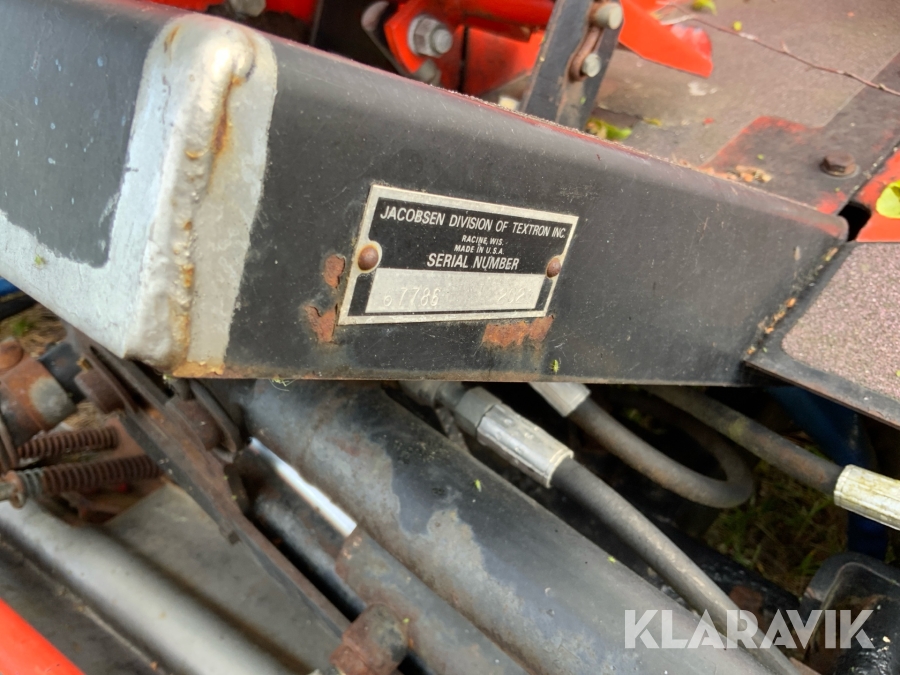 JACOBSEN DIVISION OF TEXTRON INC.
RACINE, WIS.
MADE IN U.S.A.
SERIAL NUMBER
KLARAVIK